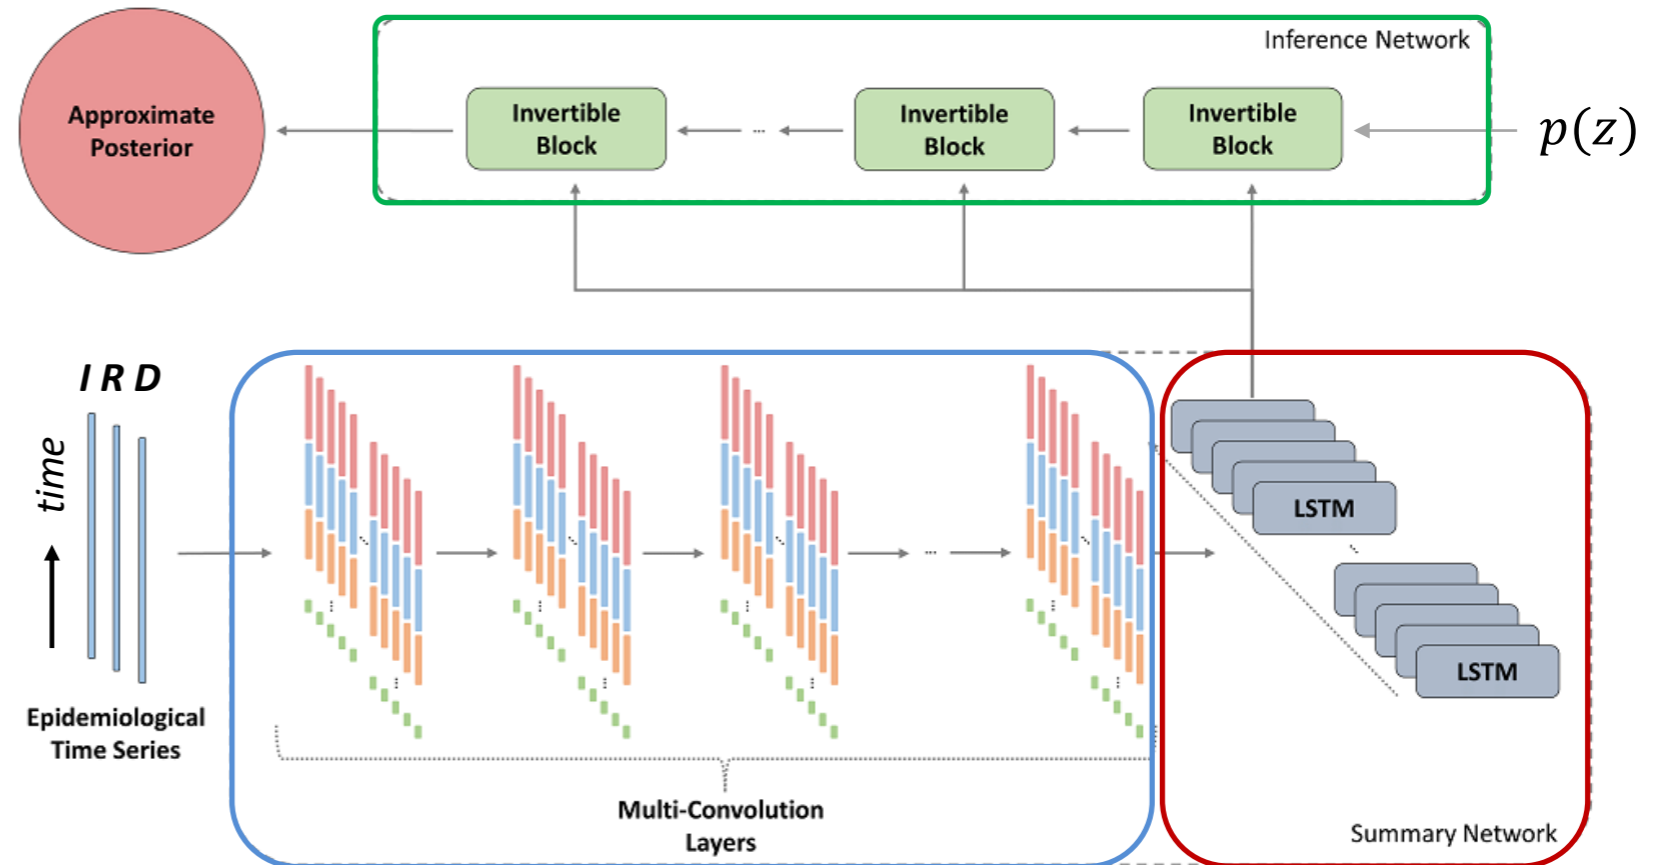 Inference Network
Approximate
Posterior
Invertible
Block
...
Invertible
Block
Invertible
Block
p(z)
I R D
time
Epidemiological
Time Series
...
LSTM
LSTM
Multi-Convolution
Layers
Summary Network